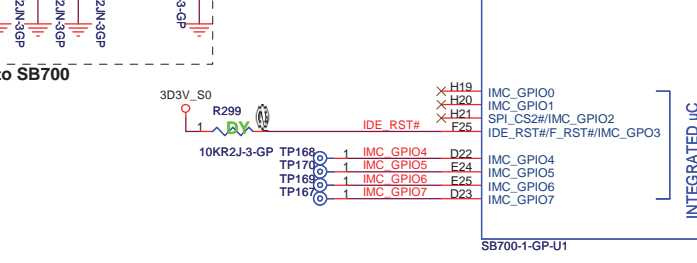 2JN-3GP
2JN-3GP
2JN-3GP
3-GP
to SB700
3D3V_S0
R299
DY
1
10KR2J-3-GP
IDE_RST#
H19 IMC_GPIO0
H20 IMC_GPIO1
H21 SPI_CS2#/IMC_GPIO2
F25 IDE_RST#/F_RST#/IMC_GPO3
TP168 1 IMC_GPIO4 D22 IMC_GPIO4
TP170 1 IMC_GPIO5 E24 IMC_GPIO5
TP169 1 IMC_GPIO6 E25 IMC_GPIO6
TP167 1 IMC_GPIO7 D23 IMC_GPIO7
INTEGRATED uC
SB700-1-GP-U1